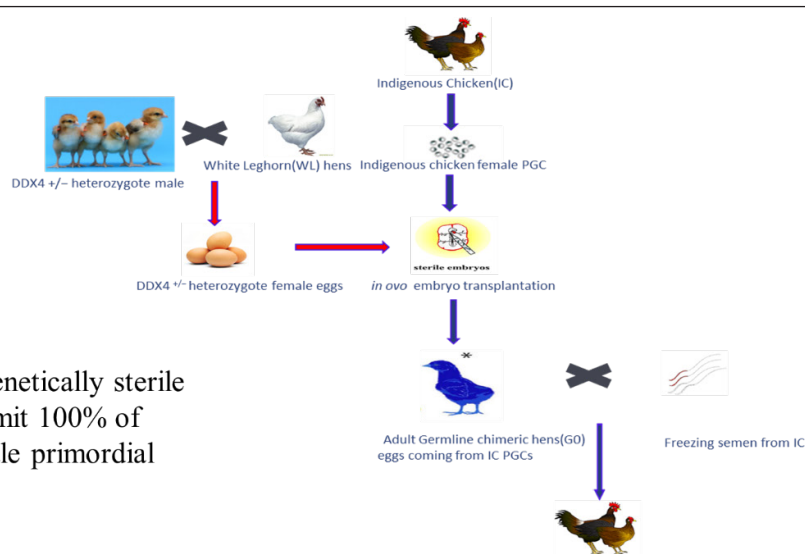 Indigenous Chicken(IC)
White Leghorn(WL) hens
Indigenous chicken female PGC
DDX4 +/− heterozygote male
sterile embryos
DDX4 +/− heterozygote female eggs
in ovo embryo transplantation
enetically sterile
mit 100% of
le primordial
Adult Germline chimeric hens(G0)
eggs coming from IC PGCs
Freezing semen from IC